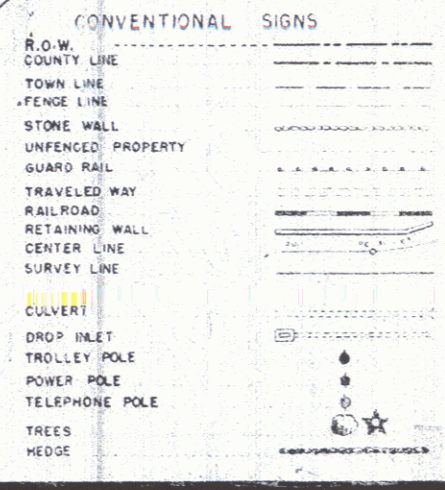 CONVENTIONAL SIGNS
R.O.W.
COUNTY LINE
TOWN LINE
FENCE LINE
STONE WALL
UNFENCED PROPERTY
GUARD RAIL
TRAVELED WAY
RAILROAD
RETAINING WALL
CENTER LINE
SURVEY LINE
CULVERT
DROP INLET
TROLLEY POLE
POWER POLE
TELEPHONE POLE
TREES
HEDGE